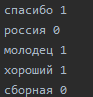 спасибо 1
россия 0
молодец 1
хороший 1
сборная 0